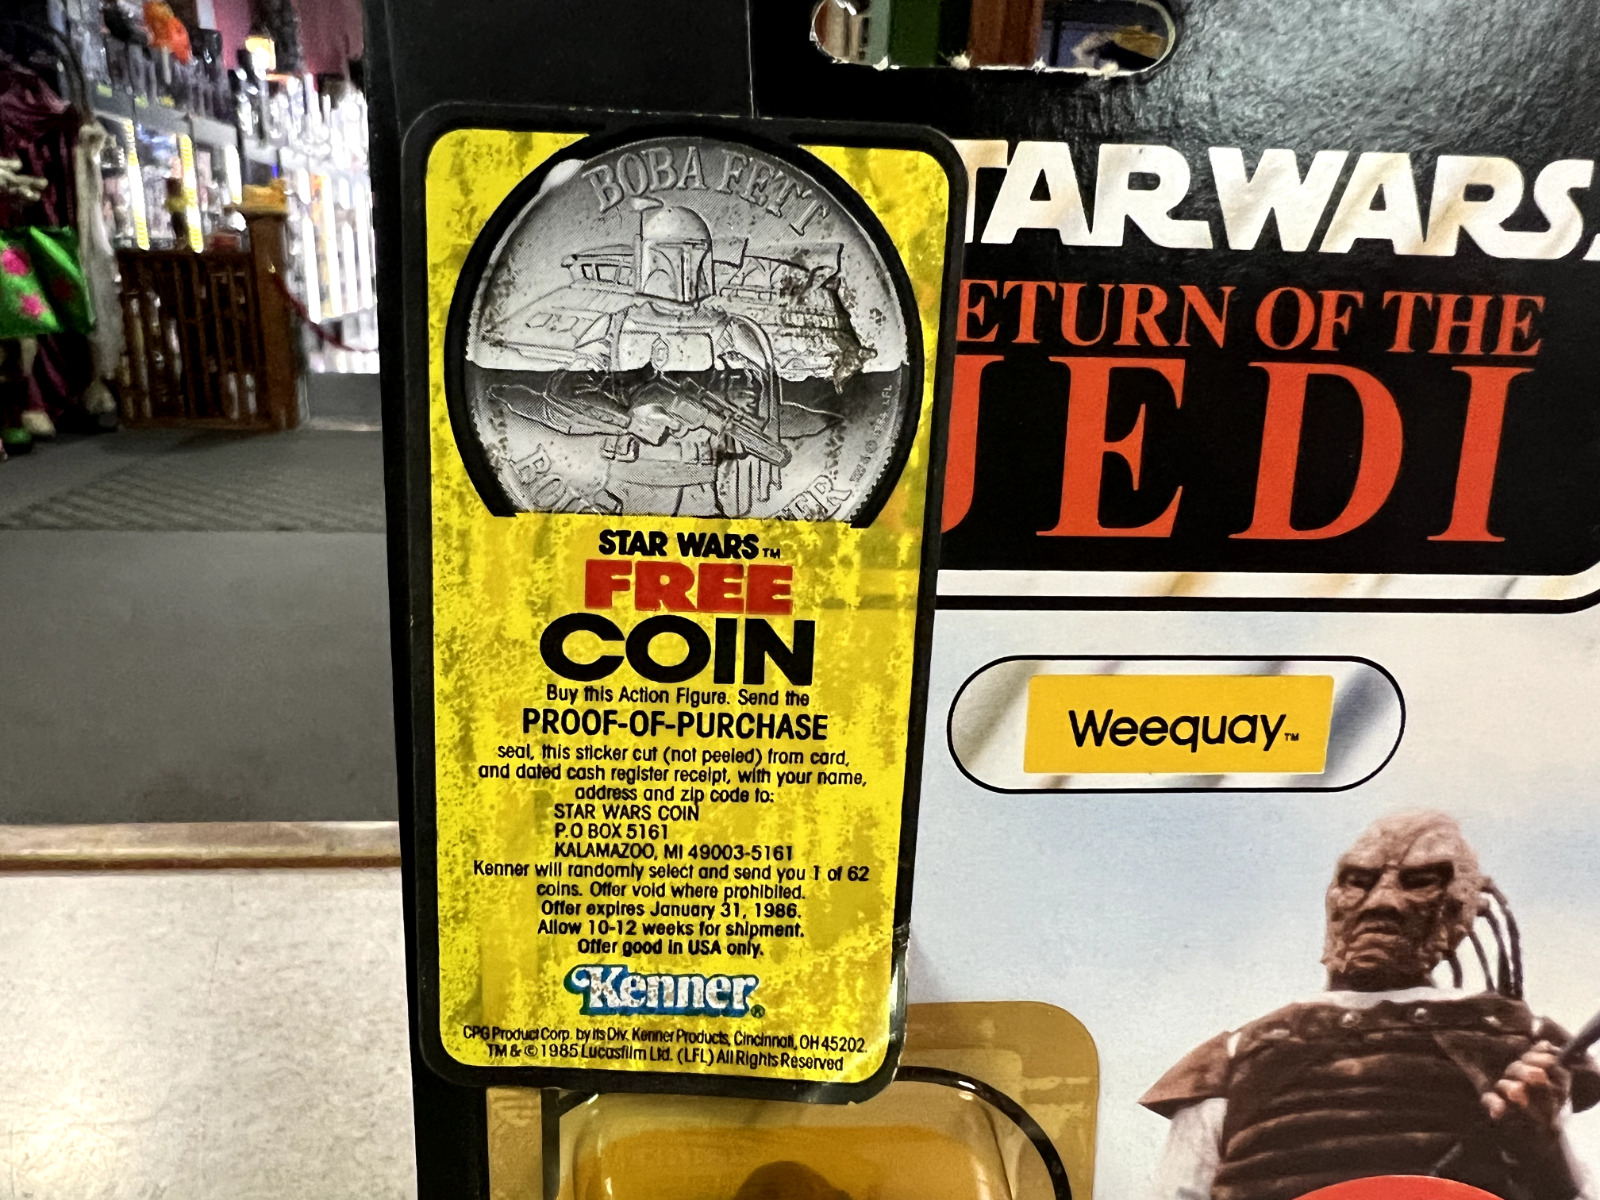 BOBA FETT
STAR WARS™
FREE
COIN
Buy this Action Figure. Send the
PROOF-OF-PURCHASE
seal, this sticker cut (not peeled) from card,
and dated cash register receipt, with your name,
address and zip code to:
STAR WARS COIN
P.O BOX 5161
KALAMAZOO, MI 49003-5161
Kenner will randomly select and send you 1 of 62
coins. Offer void where prohibited.
Offer expires January 31, 1986.
Allow 10-12 weeks for shipment.
Offer good in USA only.
Kenner®
CPG Product Corp. by its Div. Kenner Products, Cincinnati, OH 45202.
TM & © 1985 Lucasfilm Ltd. (LFL) All Rights Reserved
TAR WARS
ETURN OF THE
JEDI
Weequay™